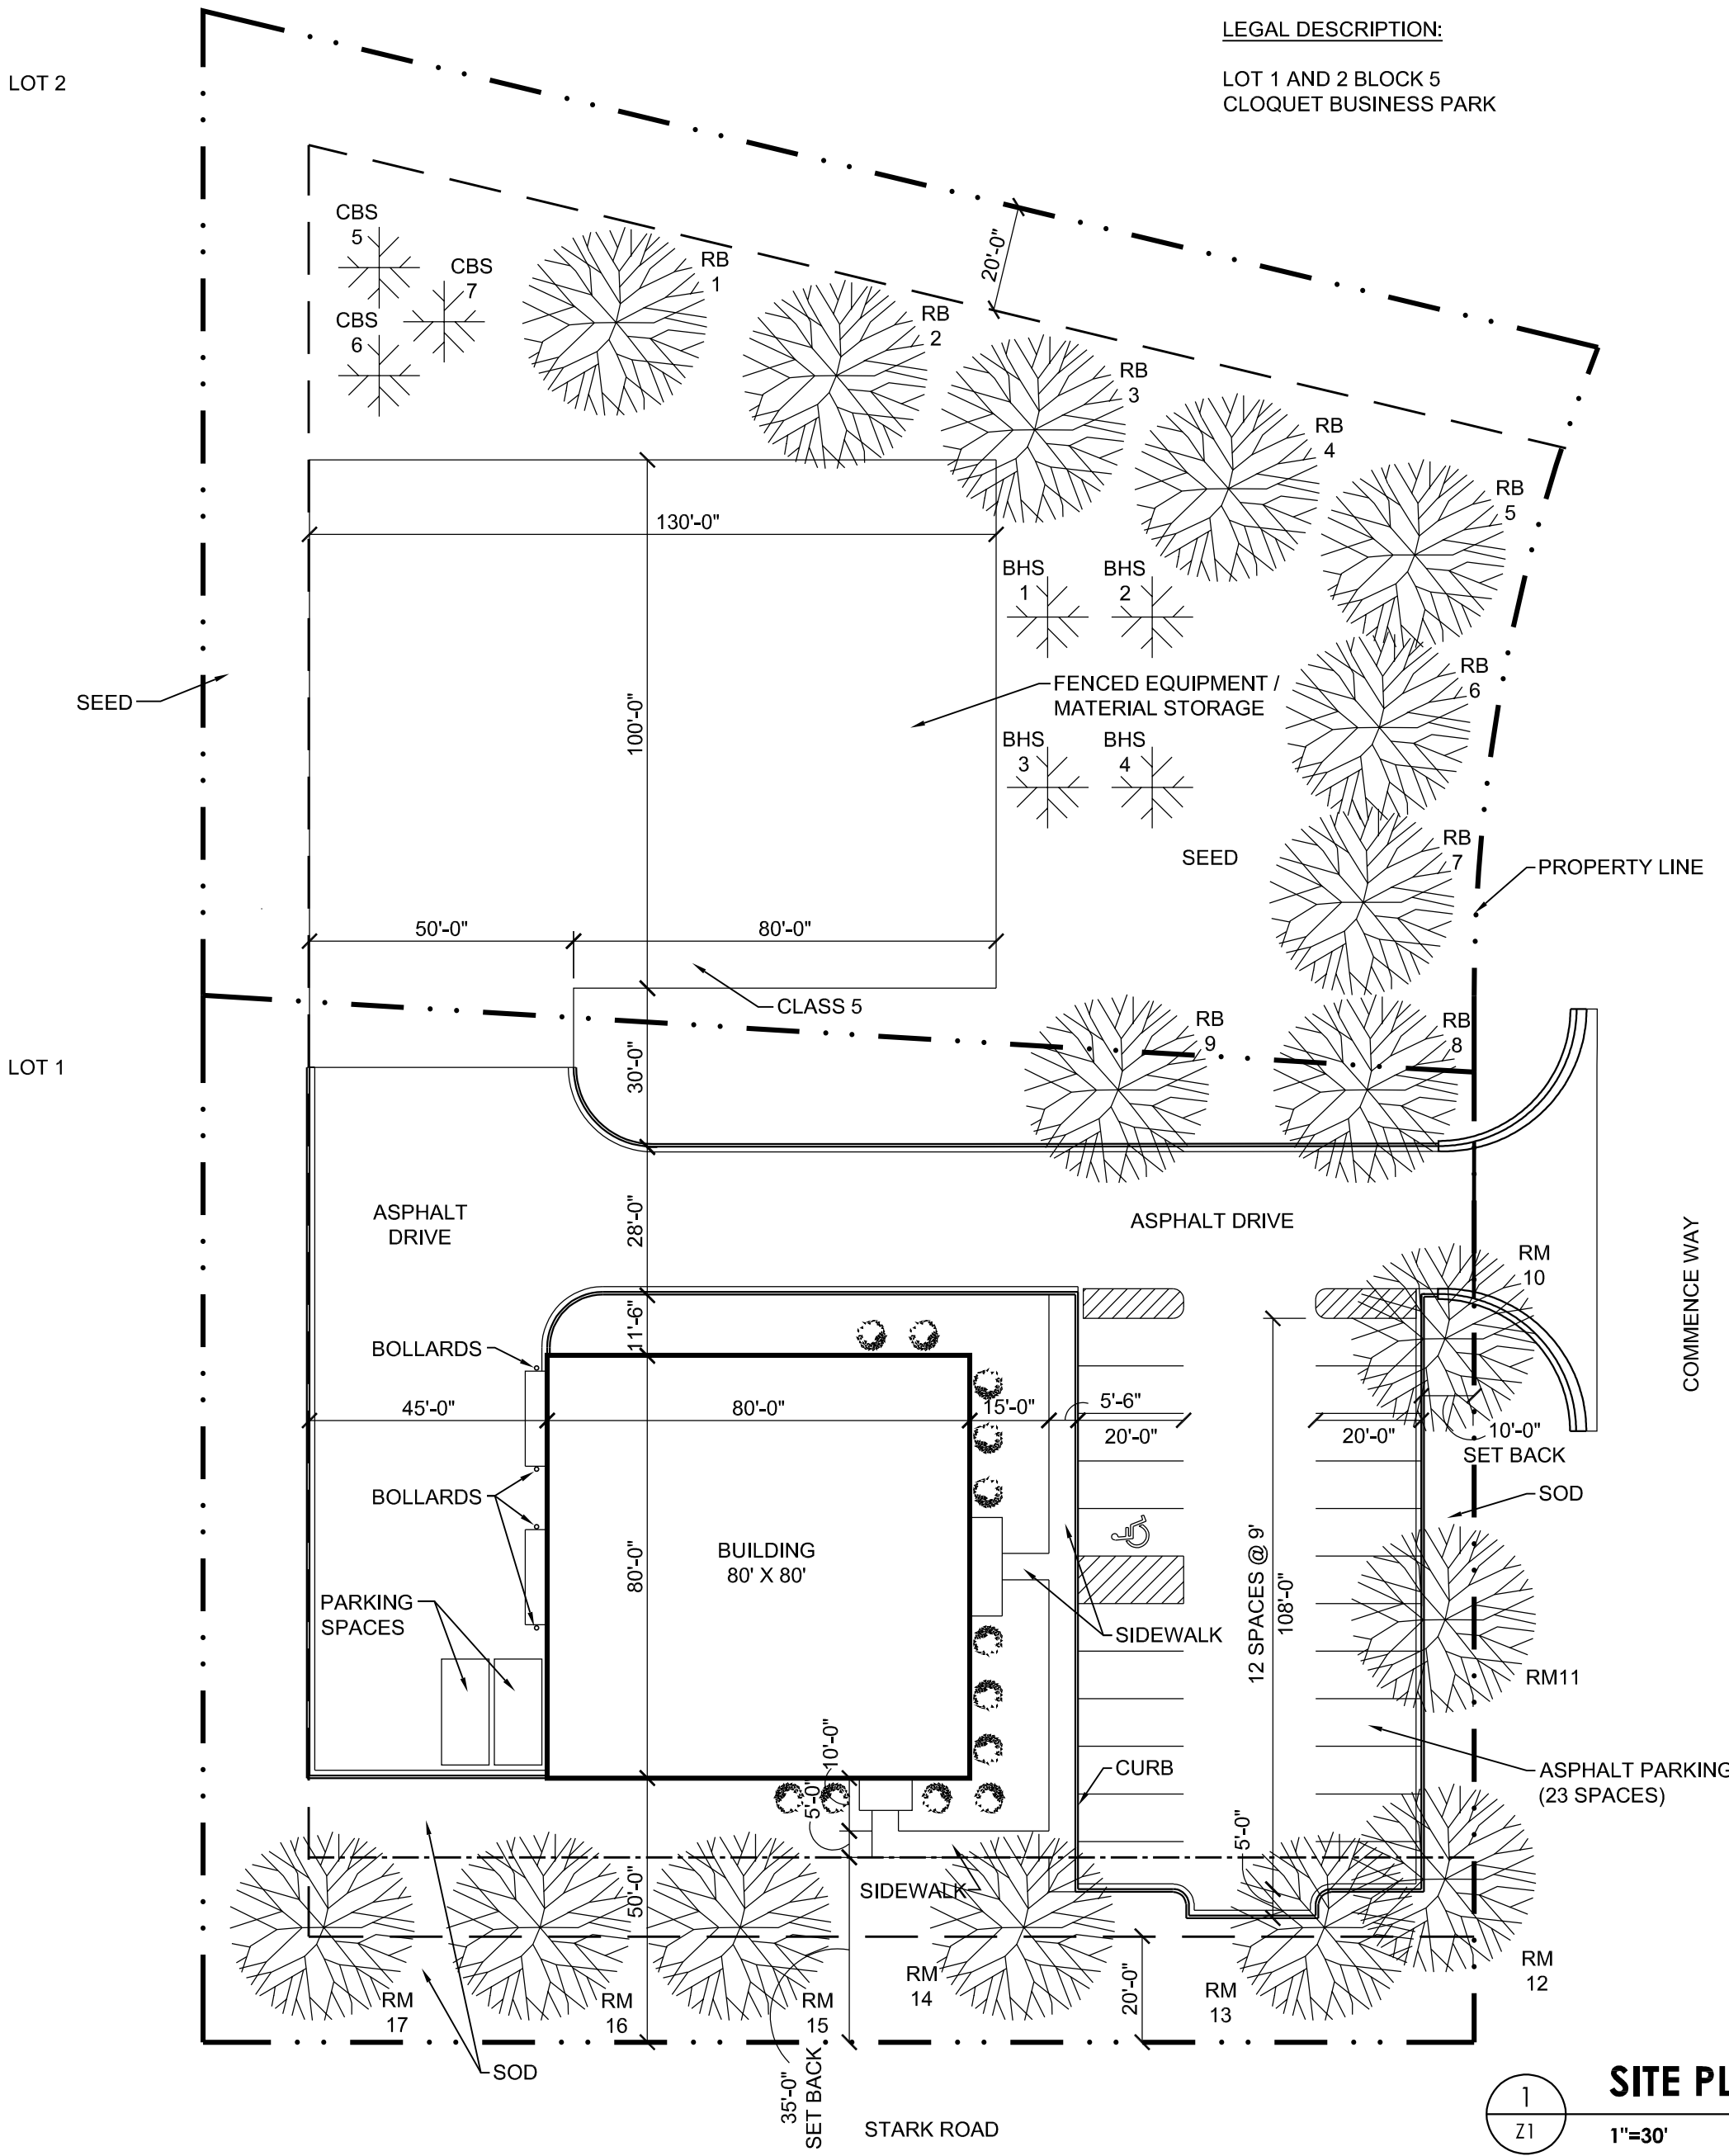 LEGAL DESCRIPTION:
LOT 1 AND 2 BLOCK 5
CLOQUET BUSINESS PARK
LOT 2
CBS
5
CBS
7
CBS
6
RB
1
RB
2
20'-0"
RB
3
RB
4
RB
5
130'-0"
BHS
1
BHS
2
SEED
100'-0"
FENCED EQUIPMENT /
MATERIAL STORAGE
RB
6
BHS
3
BHS
4
SEED
RB
7
PROPERTY LINE
50'-0"
80'-0"
CLASS 5
RB
9
RB
8
LOT 1
30'-0"
ASPHALT
DRIVE
28'-0"
ASPHALT DRIVE
RM
10
COMMENCE WAY
11'-6"
BOLLARDS
45'-0"
80'-0"
15'-0"
5'-6"
20'-0"
20'-0"
10'-0"
SET BACK
BOLLARDS
SOD
BUILDING
80' X 80'
80'-0"
12 SPACES @ 9'
108'-0"
PARKING
SPACES
SIDEWALK
RM11
10'-0"
5'-0"
CURB
ASPHALT PARKING
(23 SPACES)
5'-0"
50'-0"
SIDEWALK
RM
17
RM
16
RM
15
RM
14
20'-0"
RM
13
RM
12
SOD
35'-0"
SET BACK
STARK ROAD
1
Z1
SITE PL
1"=30'